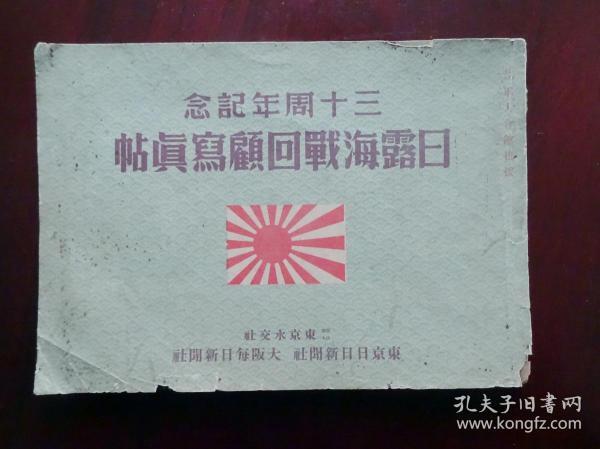 三十周年記念
日露海戰回顧寫眞帖
東京水交社
東京日日新聞社 大阪毎日新聞社
孔夫子旧書网
www.kongfz.com